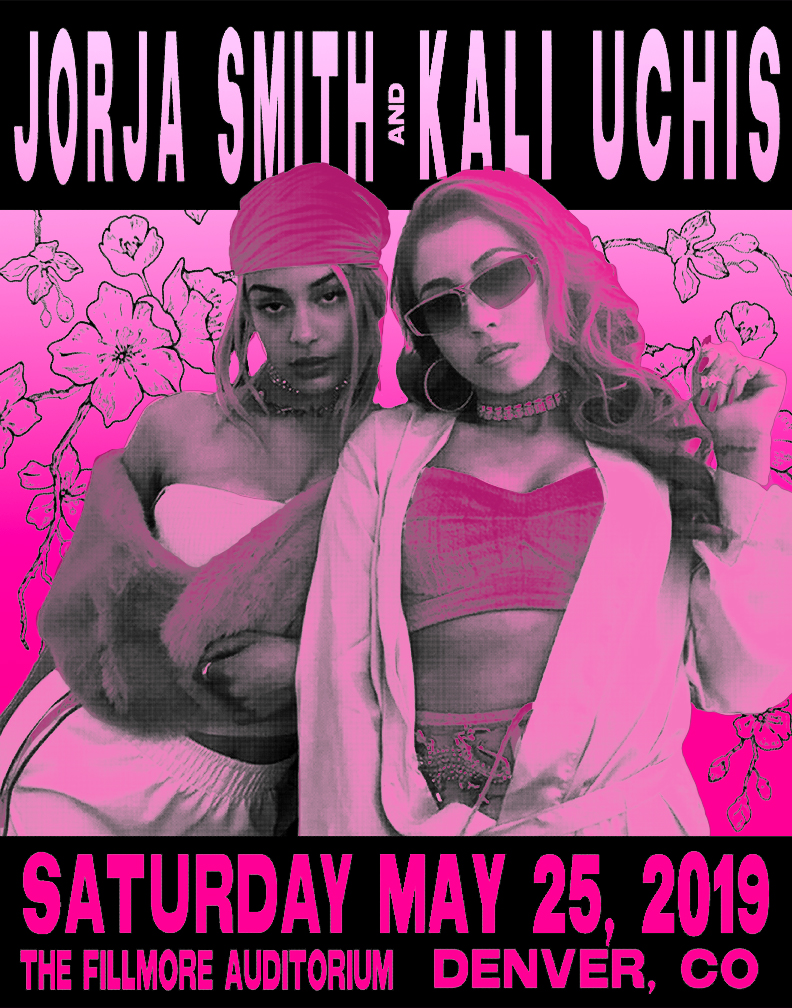 JORJA SMITH AND KALI UCHIS
SATURDAY MAY 25, 2019
THE FILLMORE AUDITORIUM DENVER, CO